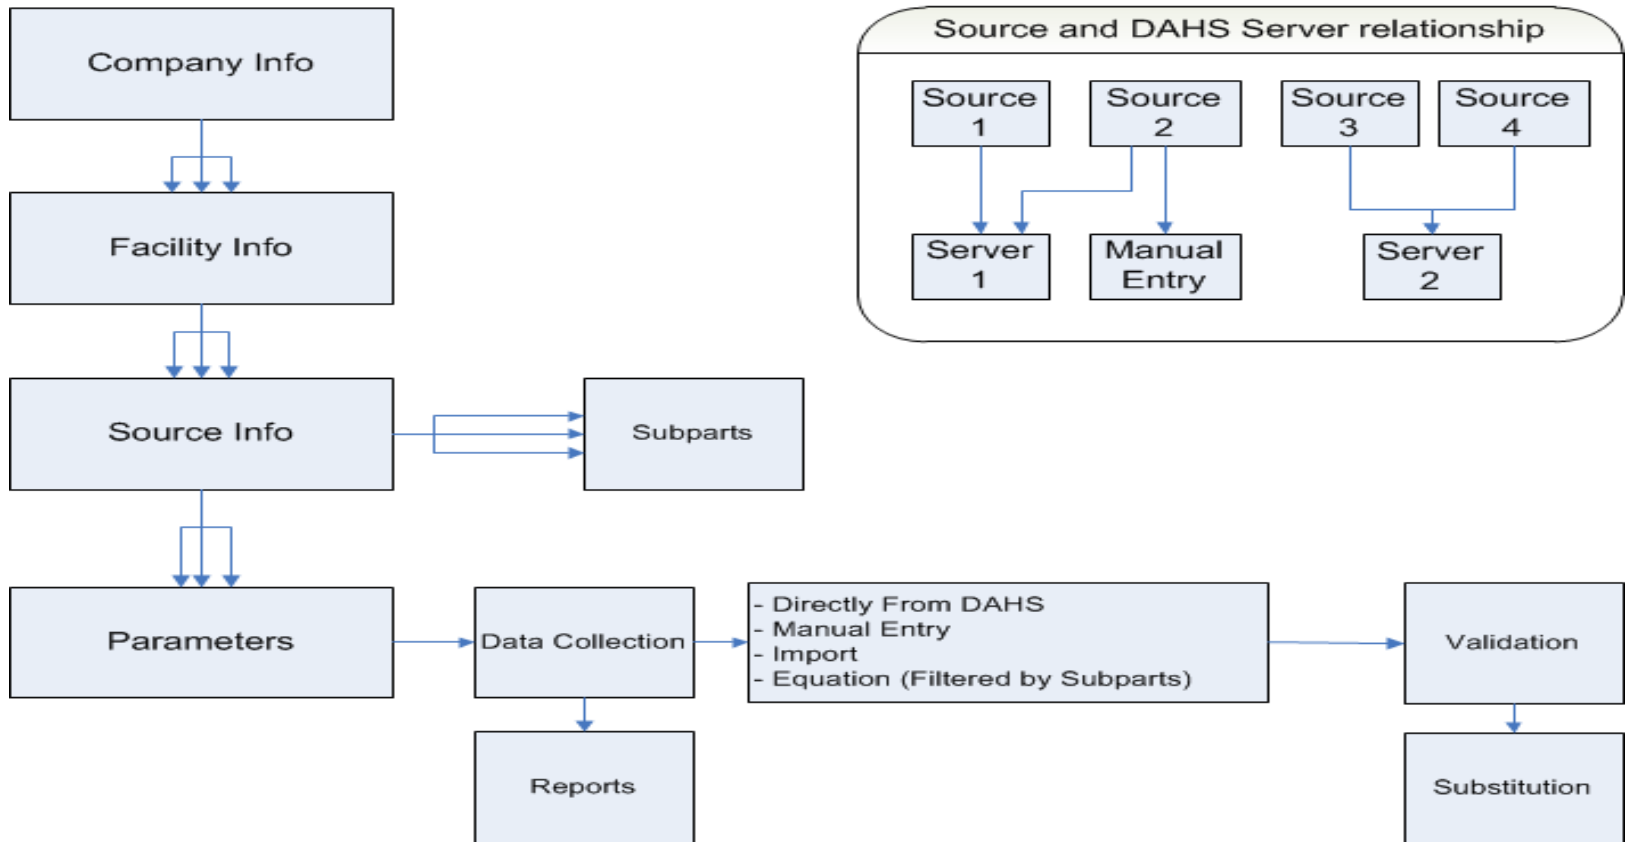 Company Info
Source and DAHS Server relationship
Source
1
Source
2
Source
3
Source
4
Server
1
Manual
Entry
Server
2
Facility Info
Source Info
Subparts
Parameters
Data Collection
- Directly From DAHS
- Manual Entry
- Import
- Equation (Filtered by Subparts)
Validation
Reports
Substitution